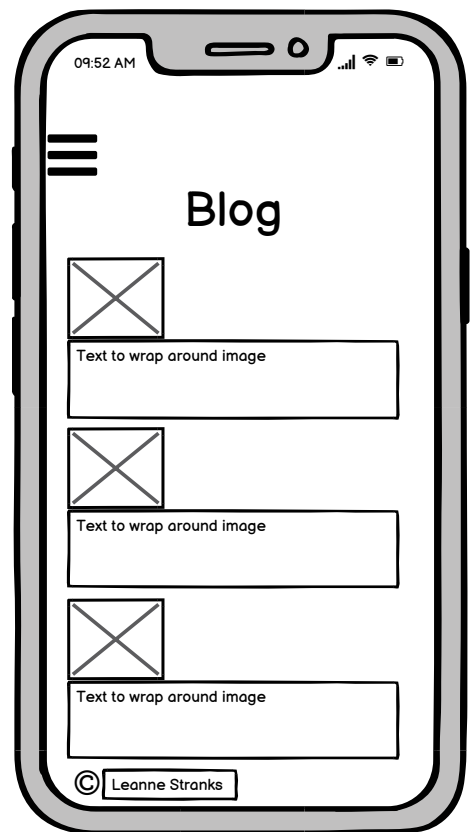 09:52 AM
Blog
Text to wrap around image
Text to wrap around image
Text to wrap around image
© Leanne Stranks